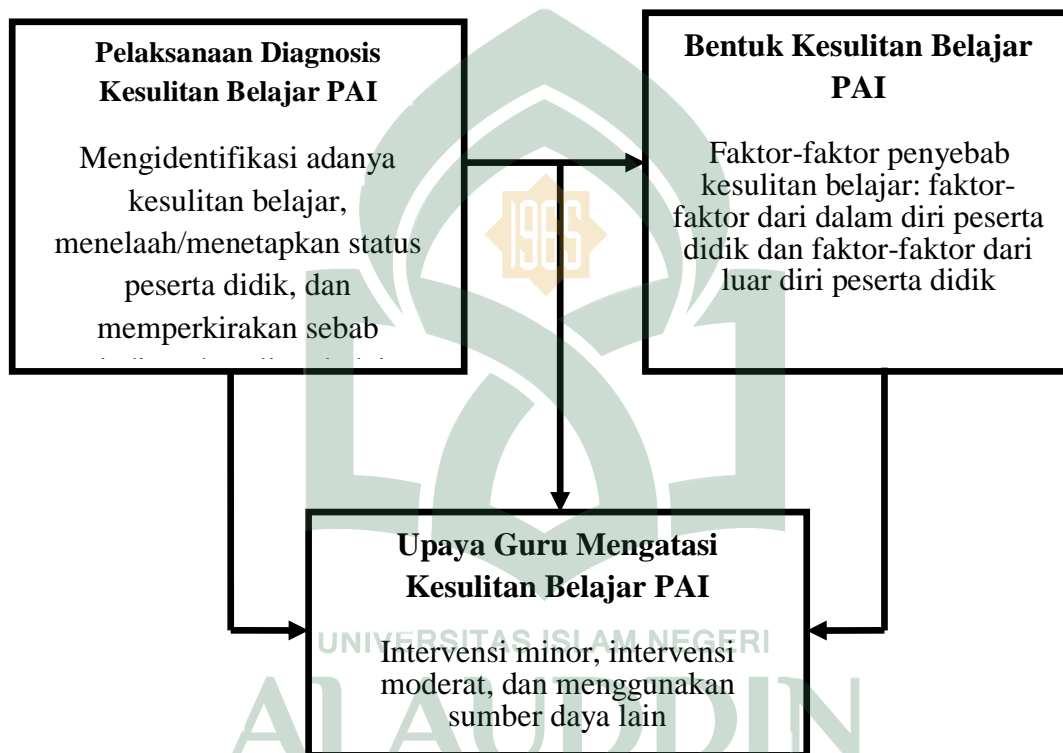 Pelaksanaan Diagnosis
Kesulitan Belajar PAI
Mengidentifikasi adanya
kesulitan belajar,
menelaah/menetapkan status
peserta didik, dan
memperkirakan sebab
Bentuk Kesulitan Belajar
PAI
Faktor-faktor penyebab
kesulitan belajar: faktor-
faktor dari dalam diri peserta
didik dan faktor-faktor dari
luar diri peserta didik
1965
Upaya Guru Mengatasi
Kesulitan Belajar PAI
UNIVERSITAS ISLAM NEGERI
Intervensi minor, intervensi
moderat, dan menggunakan
sumber daya lain
ALAUDDIN